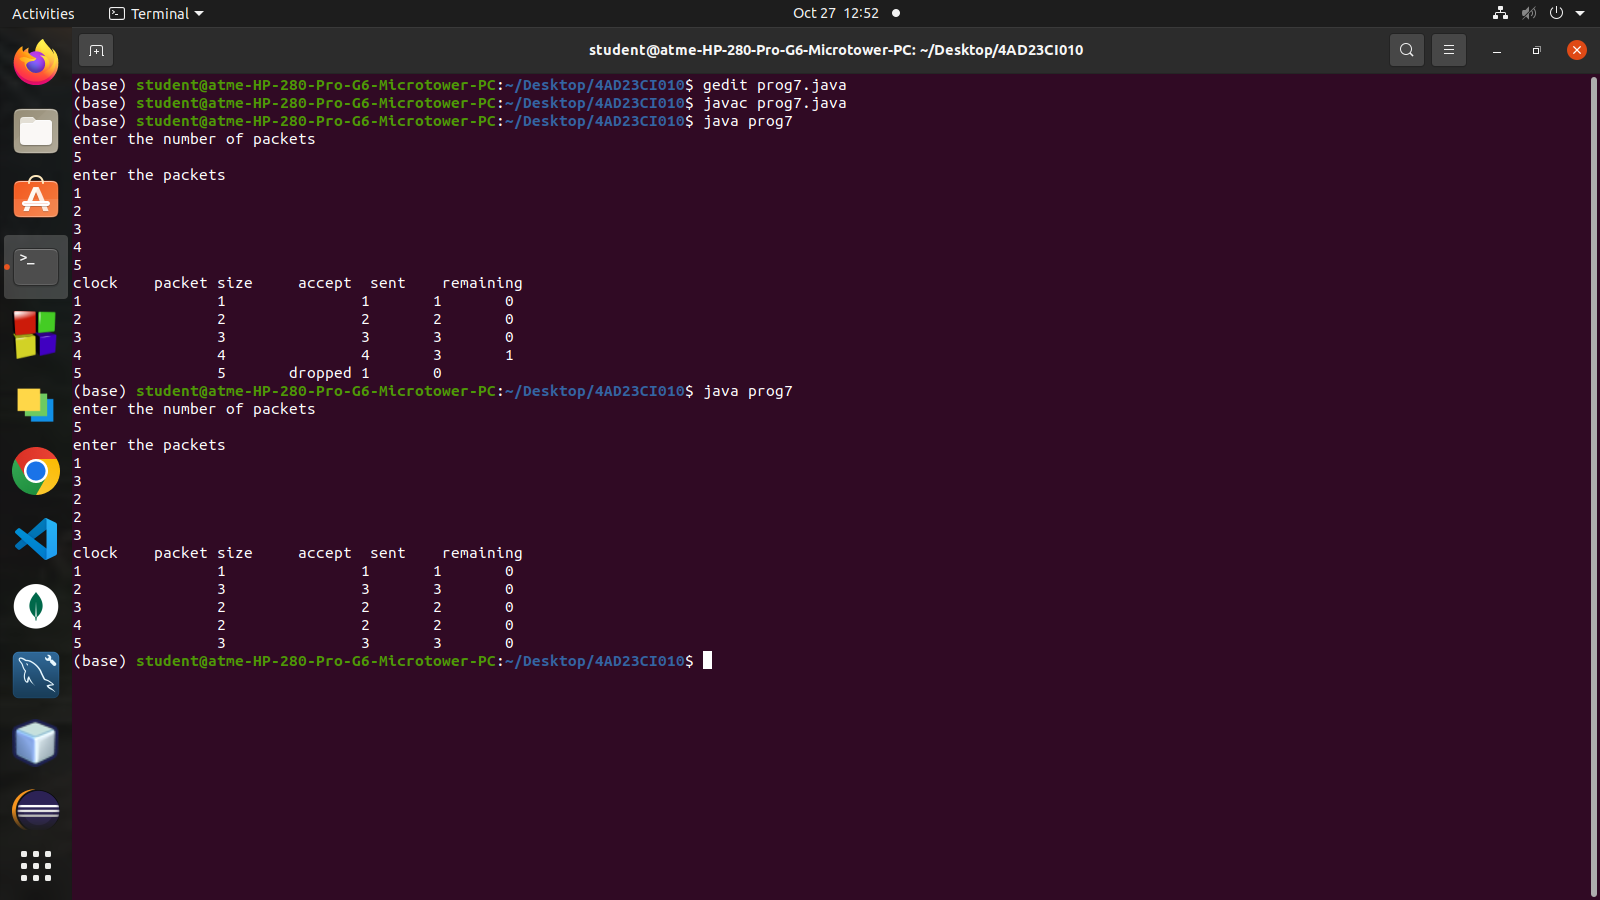 Activities Terminal Oct 27 12:52
student@atme-HP-280-Pro-G6-Microtower-PC: ~/Desktop/4AD23CI010
(base) student@atme-HP-280-Pro-G6-Microtower-PC:~/Desktop/4AD23CI010$ gedit prog7.java
(base) student@atme-HP-280-Pro-G6-Microtower-PC:~/Desktop/4AD23CI010$ javac prog7.java
(base) student@atme-HP-280-Pro-G6-Microtower-PC:~/Desktop/4AD23CI010$ java prog7
enter the number of packets
5
enter the packets
1
2
3
4
5
clock    packet size     accept  sent    remaining
1               1               1       1       0
2               2               2       2       0
3               3               3       3       0
4               4               4       3       1
5               5       dropped 1       0
(base) student@atme-HP-280-Pro-G6-Microtower-PC:~/Desktop/4AD23CI010$ java prog7
enter the number of packets
5
enter the packets
1
3
2
2
3
clock    packet size     accept  sent    remaining
1               1               1       1       0
2               3               3       3       0
3               2               2       2       0
4               2               2       2       0
5               3               3       3       0
(base) student@atme-HP-280-Pro-G6-Microtower-PC:~/Desktop/4AD23CI010$